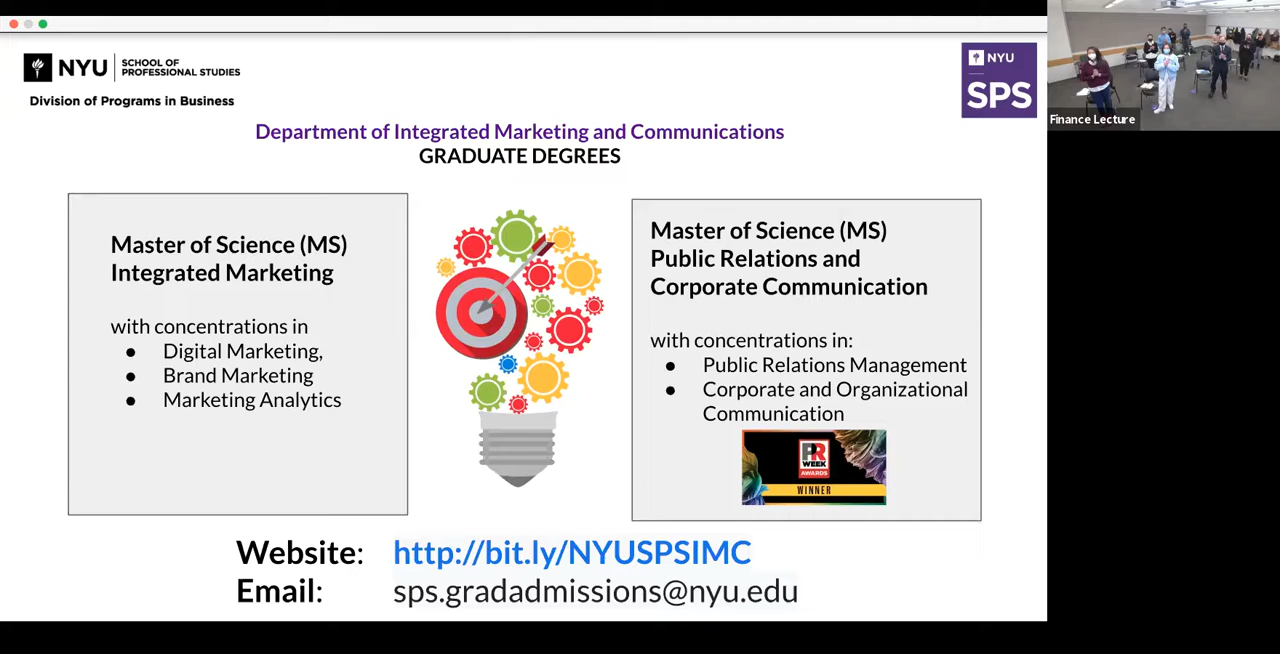 NYU
SCHOOL OF
PROFESSIONAL STUDIES
Division of Programs in Business
NYU
SPS
Finance Lecture
Department of Integrated Marketing and Communications
GRADUATE DEGREES
Master of Science (MS)
Integrated Marketing
with concentrations in
● Digital Marketing,
● Brand Marketing
● Marketing Analytics
Master of Science (MS)
Public Relations and
Corporate Communication
with concentrations in:
● Public Relations Management
● Corporate and Organizational
Communication
PR
WEEK
AWARDS
WINNER
Website: http://bit.ly/NYUSPSIMC
Email: sps.gradadmissions@nyu.edu